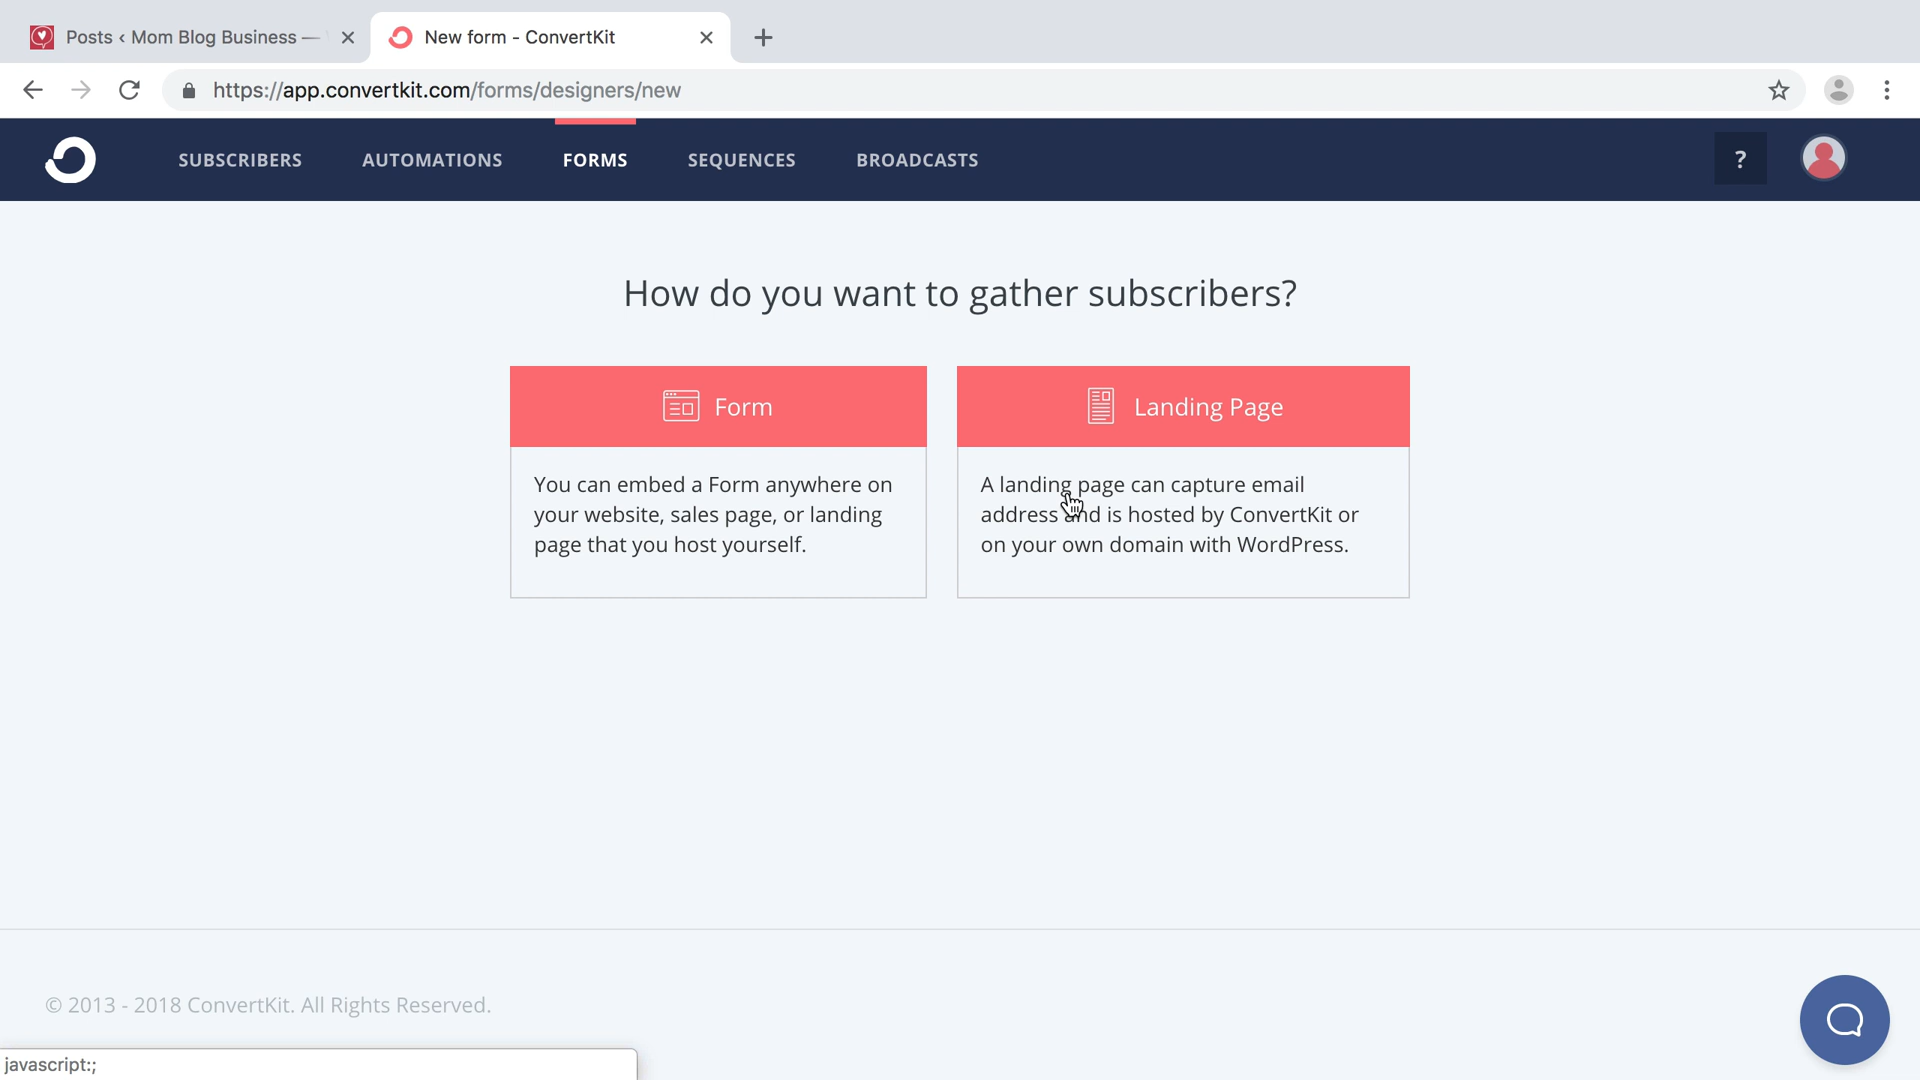 Posts ‹ Mom Blog Business —
New form - ConvertKit
https://app.convertkit.com/forms/designers/new
SUBSCRIBERS
AUTOMATIONS
FORMS
SEQUENCES
BROADCASTS
?
How do you want to gather subscribers?
Form
You can embed a Form anywhere on
your website, sales page, or landing
page that you host yourself.
Landing Page
A landing page can capture email
address and is hosted by ConvertKit or
on your own domain with WordPress.
© 2013 - 2018 ConvertKit. All Rights Reserved.
javascript:;